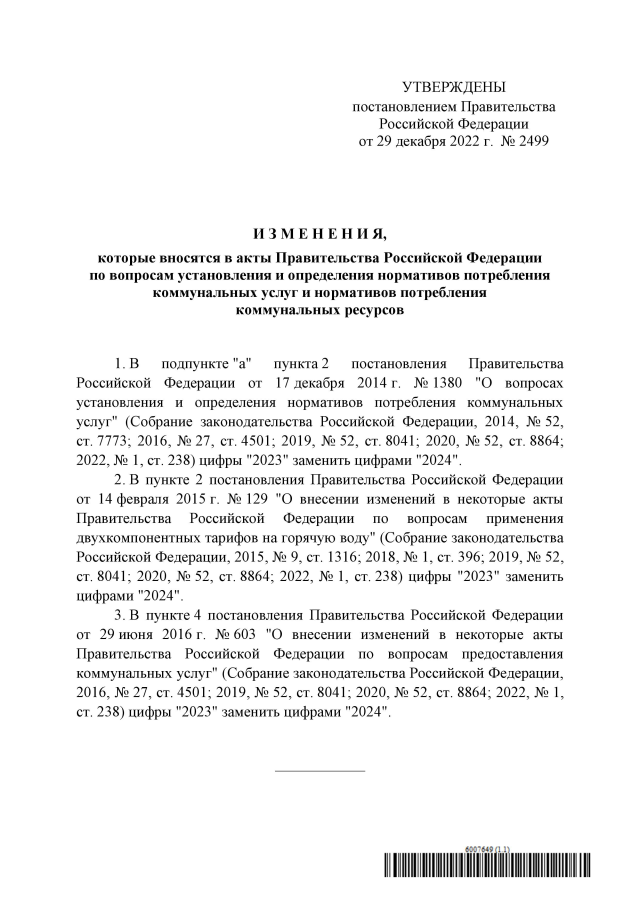 УТВЕРЖДЕНЫ
постановлением Правительства
Российской Федерации
от 29 декабря 2022 г.  № 2499
И З М Е Н Е Н И Я,
которые вносятся в акты Правительства Российской Федерации
по вопросам установления и определения нормативов потребления
коммунальных услуг и нормативов потребления
коммунальных ресурсов
1. В подпункте "а" пункта 2 постановления Правительства
Российской Федерации от 17 декабря 2014 г. № 1380 "О вопросах
установления и определения нормативов потребления коммунальных
услуг" (Собрание законодательства Российской Федерации, 2014, № 52,
ст. 7773; 2016, № 27, ст. 4501; 2019, № 52, ст. 8041; 2020, № 52, ст. 8864;
2022, № 1, ст. 238) цифры "2023" заменить цифрами "2024".
2. В пункте 2 постановления Правительства Российской Федерации
от 14 февраля 2015 г. № 129 "О внесении изменений в некоторые акты
Правительства Российской Федерации по вопросам применения
двухкомпонентных тарифов на горячую воду" (Собрание законодательства
Российской Федерации, 2015, № 9, ст. 1316; 2018, № 1, ст. 396; 2019, № 52,
ст. 8041; 2020, № 52, ст. 8864; 2022, № 1, ст. 238) цифры "2023" заменить
цифрами "2024".
3. В пункте 4 постановления Правительства Российской Федерации
от 29 июня 2016 г. № 603 "О внесении изменений в некоторые акты
Правительства Российской Федерации по вопросам предоставления
коммунальных услуг" (Собрание законодательства Российской Федерации,
2016, № 27, ст. 4501; 2019, № 52, ст. 8041; 2020, № 52, ст. 8864; 2022, № 1,
ст. 238) цифры "2023" заменить цифрами "2024".
6007649 (1.1)